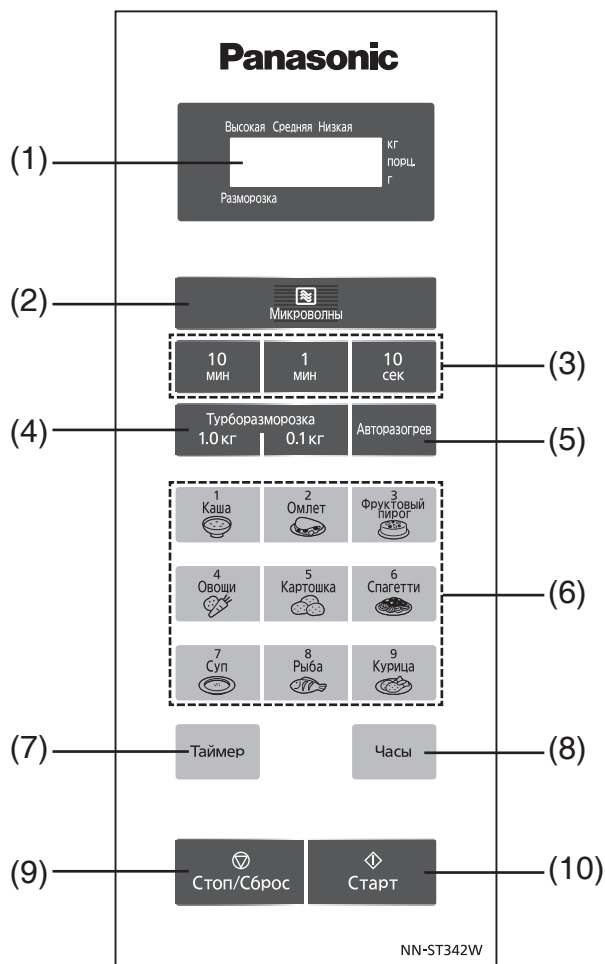 Panasonic
Высокая Средняя Низкая
(1)
кг
порц.
г
Разморозка
(2)
Микроволны
10 мин
1 мин
10 сек
(3)
(4)
Турборазморозка
1.0 кг 0.1 кг
Авторазогрев
(5)
1 Каша
2 Омлет
3 Фруктовый пирог
4 Овощи
5 Картошка
6 Спагетти
(6)
7 Суп
8 Рыба
9 Курица
(7)
Таймер
Часы
(8)
(9)
Стоп/Сброс
Старт
(10)
NN-ST342W